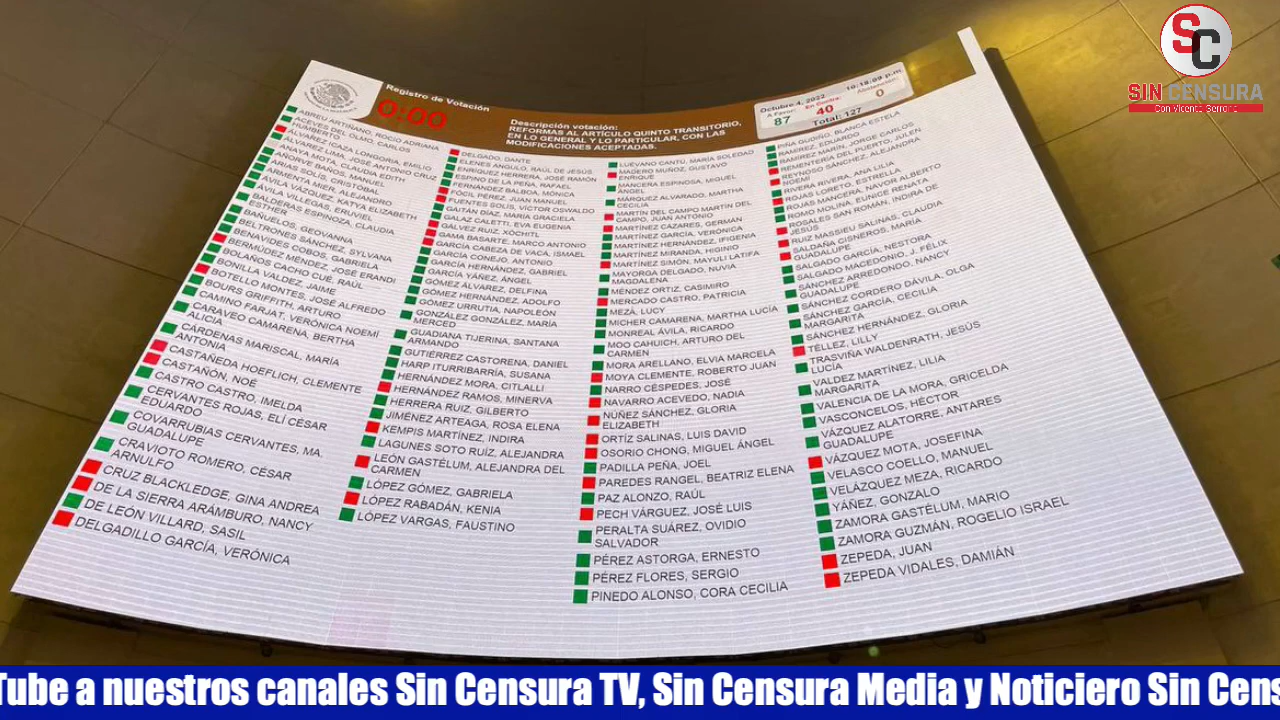 SC
SIN CENSURA
Con Vicente Serrano
Registro de Votación
0:00
Descripción votación:
REFORMAS AL ARTÍCULO QUINTO TRANSITORIO,
EN LO GENERAL Y LO PARTICULAR, CON LAS
MODIFICACIONES ACEPTADAS.
Octubre 4, 2022 10:18:09 p.m.
A Favor: En Contra: Abstención:
87 40 0
Total: 127
ABREU ARTIÑANO, ROCÍO ADRIANA
ACEVES DEL OLMO, CARLOS
HUMBERTO
ÁLVAREZ ICAZA LONGORIA, EMILIO
ÁLVAREZ LIMA, JOSÉ ANTONIO CRUZ
ANAYA MOTA, CLAUDIA EDITH
AÑORVE BAÑOS, MANUEL
ARIAS SOLÍS, CRISTÓBAL
ARMENTA MIER, ALEJANDRO
ÁVILA VÁZQUEZ, KATYA ELIZABETH
ÁVILA VILLEGAS, ERUVIEL
BALDERAS ESPINOZA, CLAUDIA
ESTHER
BAÑUELOS, GEOVANNA
BELTRONES SÁNCHEZ, SYLVANA
BENAVIDES COBOS, GABRIELA
BERMÚDEZ MÉNDEZ, JOSÉ ERANDI
BOLAÑOS CACHO CUÉ, RAÚL
BONILLA VALDEZ, JAIME
BOTELLO MONTES, JOSÉ ALFREDO
BOURS GRIFFITH, ARTURO
CAMINO FARJAT, VERÓNICA NOEMÍ
CARAVEO CAMARENA, BERTHA
ALICIA
CÁRDENAS MARISCAL, MARÍA
ANTONIA
CASTAÑEDA HOEFLICH, CLEMENTE
CASTAÑÓN, NOÉ
CASTRO CASTRO, IMELDA
CERVANTES ROJAS, ELÍ CÉSAR
EDUARDO
COVARRUBIAS CERVANTES, MA.
GUADALUPE
CRAVIOTO ROMERO, CÉSAR
ARNULFO
CRUZ BLACKLEDGE, GINA ANDREA
DE LA SIERRA ARÁMBURO, NANCY
DE LEÓN VILLARD, SASIL
DELGADILLO GARCÍA, VERÓNICA
DELGADO, DANTE
ELENES ANGULO, RAÚL DE JESÚS
ENRÍQUEZ HERRERA, JOSÉ RAMÓN
ESPINO DE LA PEÑA, RAFAEL
FERNÁNDEZ BALBOA, MÓNICA
FÓCIL PÉREZ, JUAN MANUEL
FUENTES SOLÍS, VÍCTOR OSWALDO
GAITÁN DÍAZ, MARÍA GRACIELA
GALAZ CALETTI, EVA EUGENIA
GÁLVEZ RUIZ, XÓCHITL
GAMA BASARTE, MARCO ANTONIO
GARCÍA CABEZA DE VACA, ISMAEL
GARCÍA CONEJO, ANTONIO
GARCÍA HERNÁNDEZ, GABRIEL
GARCÍA YÁÑEZ, ÁNGEL
GÓMEZ ÁLVAREZ, DELFINA
GÓMEZ HERNÁNDEZ, ADOLFO
GÓMEZ URRUTIA, NAPOLEÓN
GONZÁLEZ GONZÁLEZ, MARÍA
MERCED
GUADIANA TIJERINA, SANTANA
ARMANDO
GUTIÉRREZ CASTORENA, DANIEL
HARP ITURRIBARRÍA, SUSANA
HERNÁNDEZ MORA, CITLALLI
HERNÁNDEZ RAMOS, MINERVA
HERRERA RUIZ, GILBERTO
JIMÉNEZ ARTEAGA, ROSA ELENA
KEMPIS MARTÍNEZ, INDIRA
LAGUNES SOTO RUÍZ, ALEJANDRA
LEÓN GASTÉLUM, ALEJANDRA DEL
CARMEN
LÓPEZ GÓMEZ, GABRIELA
LÓPEZ RABADÁN, KENIA
LÓPEZ VARGAS, FAUSTINO
LUÉVANO CANTÚ, MARÍA SOLEDAD
MADERO MUÑOZ, GUSTAVO
ENRIQUE
MANCERA ESPINOSA, MIGUEL
ÁNGEL
MÁRQUEZ ALVARADO, MARTHA
CECILIA
MARTÍN DEL CAMPO MARTÍN DEL
CAMPO, JUAN ANTONIO
MARTÍNEZ CÁZARES, GERMÁN
MARTÍNEZ GARCÍA, VERÓNICA
MARTÍNEZ HERNÁNDEZ, IFIGENIA
MARTÍNEZ MIRANDA, HIGINIO
MARTÍNEZ SIMÓN, MAYULI LATIFA
MAYORGA DELGADO, NUVIA
MAGDALENA
MÉNDEZ ORTIZ, CASIMIRO
MERCADO CASTRO, PATRICIA
MEZA, LUCY
MICHER CAMARENA, MARTHA LUCÍA
MONREAL ÁVILA, RICARDO
MOO CAHUICH, ARTURO DEL
CARMEN
MORA ARELLANO, ELVIA MARCELA
MOYA CLEMENTE, ROBERTO JUAN
NARRO CÉSPEDES, JOSÉ
NAVARRO ACEVEDO, NADIA
NÚÑEZ SÁNCHEZ, GLORIA
ELIZABETH
ORTÍZ SALINAS, LUIS DAVID
OSORIO CHONG, MIGUEL ÁNGEL
PADILLA PEÑA, JOEL
PAREDES RANGEL, BEATRIZ ELENA
PAZ ALONZO, RAÚL
PECH VÁRGUEZ, JOSÉ LUIS
PERALTA SUÁREZ, OVIDIO
SALVADOR
PÉREZ ASTORGA, ERNESTO
PÉREZ FLORES, SERGIO
PINEDO ALONSO, CORA CECILIA
PIÑA GUDIÑO, BLANCA ESTELA
RAMÍREZ, EDUARDO
RAMÍREZ MARÍN, JORGE CARLOS
REMENTERÍA DEL PUERTO, JULEN
REYNOSO SÁNCHEZ, ALEJANDRA
NOEMÍ
RIVERA RIVERA, ANA LILIA
ROJAS LORETO, ESTRELLA
ROJAS MANCERA, NAVOR ALBERTO
ROMO MOLINA, EUNICE RENATA
ROSALES SAN ROMÁN, INDIRA DE
JESÚS
RUIZ MASSIEU SALINAS, CLAUDIA
SALDAÑA CISNEROS, MARÍA
GUADALUPE
SALGADO GARCÍA, NESTORA
SALGADO MACEDONIO, FÉLIX
SÁNCHEZ ARREDONDO, NANCY
GUADALUPE
SÁNCHEZ CORDERO DÁVILA, OLGA
SÁNCHEZ GARCÍA, CECILIA
MARGARITA
SÁNCHEZ HERNÁNDEZ, GLORIA
TÉLLEZ, LILLY
TRASVIÑA WALDENRATH, JESÚS
LUCÍA
VALDEZ MARTÍNEZ, LILIA
MARGARITA
VALENCIA DE LA MORA, GRICELDA
VASCONCELOS, HÉCTOR
VÁZQUEZ ALATORRE, ANTARES
GUADALUPE
VÁZQUEZ MOTA, JOSEFINA
VELASCO COELLO, MANUEL
VELÁZQUEZ MEZA, RICARDO
YÁÑEZ, GONZALO
ZAMORA GASTÉLUM, MARIO
ZAMORA GUZMÁN, ROGELIO ISRAEL
ZEPEDA, JUAN
ZEPEDA VIDALES, DAMIÁN
Tube a nuestros canales Sin Censura TV, Sin Censura Media y Noticiero Sin Cens